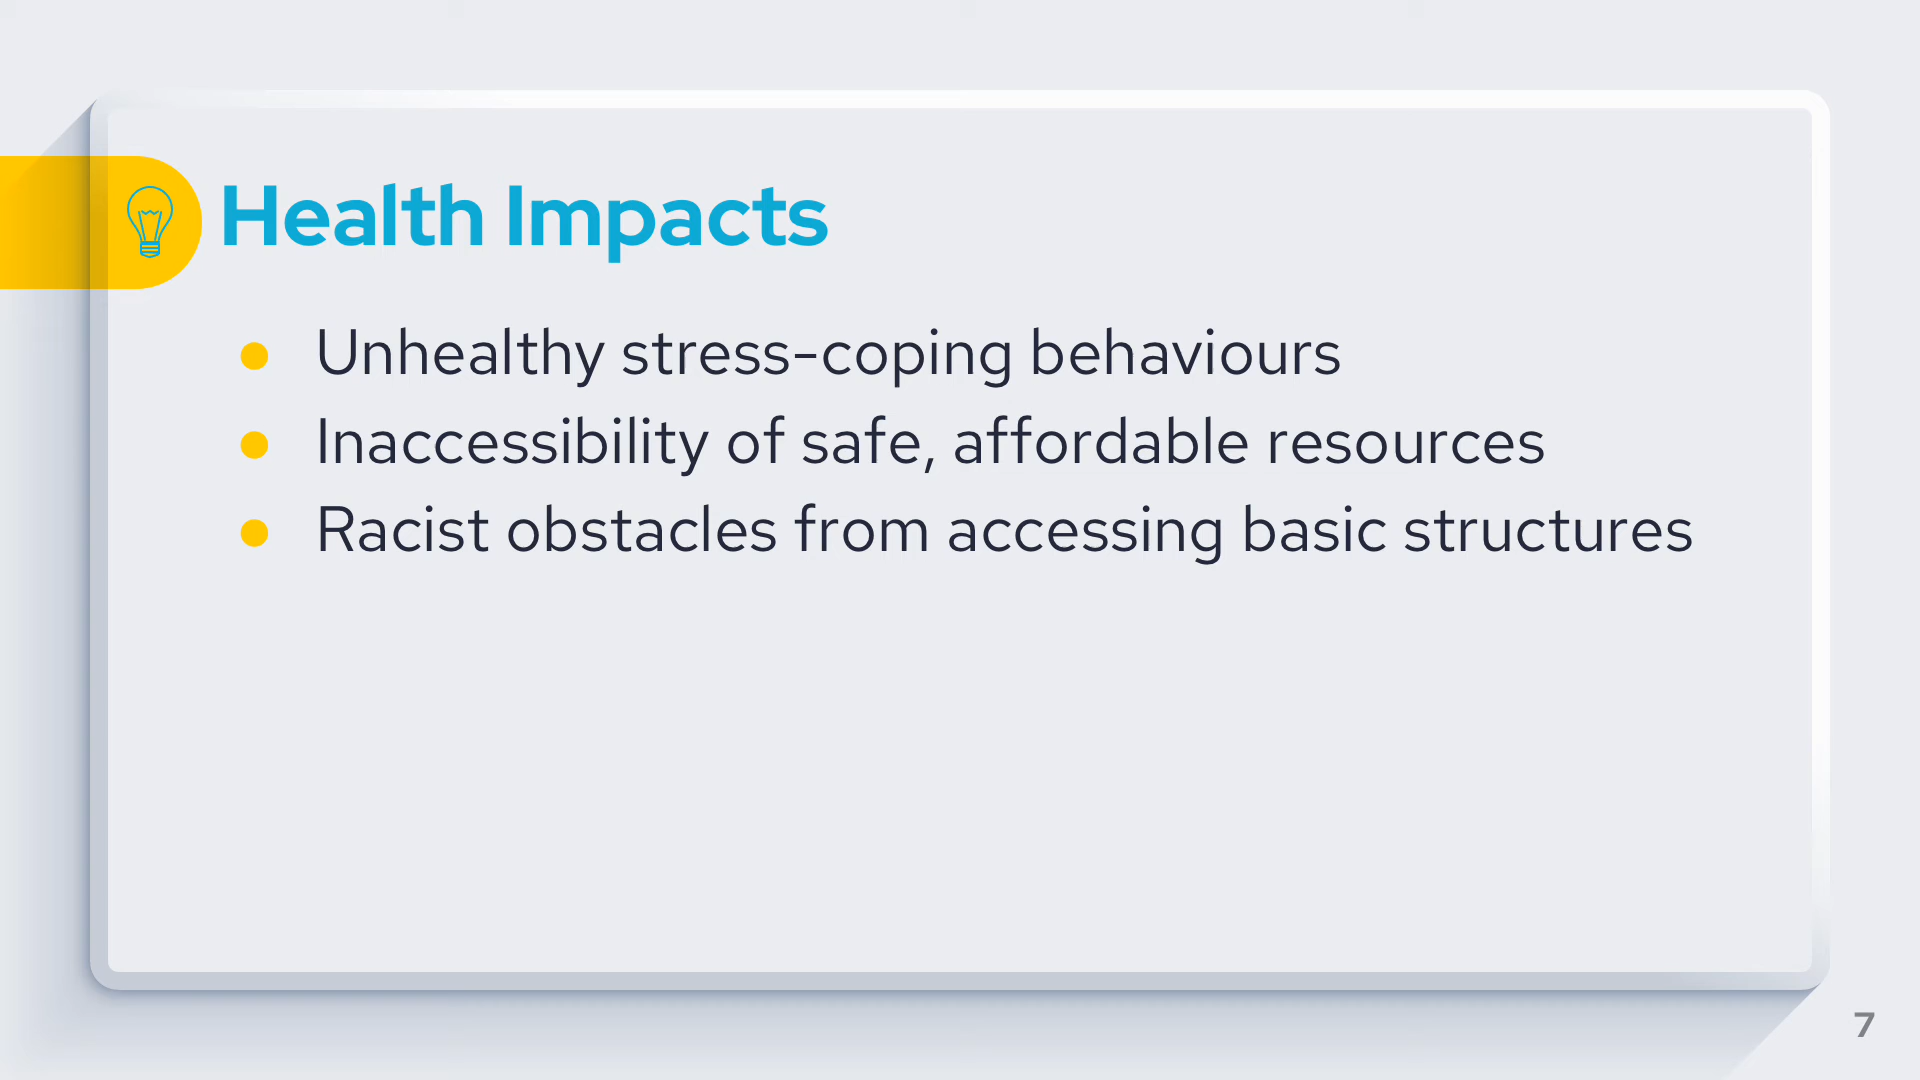 Health Impacts
Unhealthy stress-coping behaviours
Inaccessibility of safe, affordable resources
Racist obstacles from accessing basic structures
7